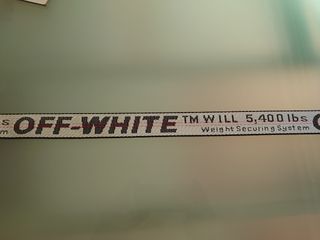 OFF-WHITE TM WILL 5,400 lbs
Weight Securing System